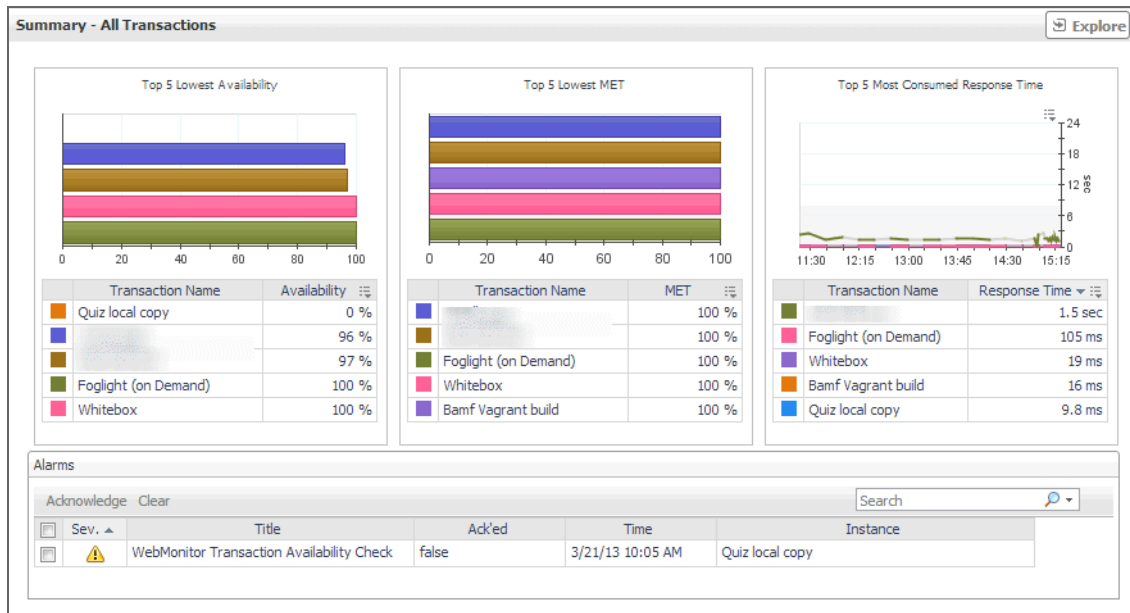 Summary - All Transactions
Explore
Top 5 Lowest Availability
0 20 40 60 80 100
Transaction Name Availability
Quiz local copy 0 %
96 %
97 %
Foglight (on Demand) 100 %
Whitebox 100 %
Top 5 Lowest MET
0 20 40 60 80 100
Transaction Name MET
100 %
100 %
Foglight (on Demand) 100 %
Whitebox 100 %
Bamf Vagrant build 100 %
Top 5 Most Consumed Response Time
24
18
12
6
0
sec
11:30 12:15 13:00 13:45 14:30 15:15
Transaction Name Response Time
1.5 sec
Foglight (on Demand) 105 ms
Whitebox 19 ms
Bamf Vagrant build 16 ms
Quiz local copy 9.8 ms
Alarms
Acknowledge Clear
Search
Sev. Title Ack'ed Time Instance
WebMonitor Transaction Availability Check false 3/21/13 10:05 AM Quiz local copy